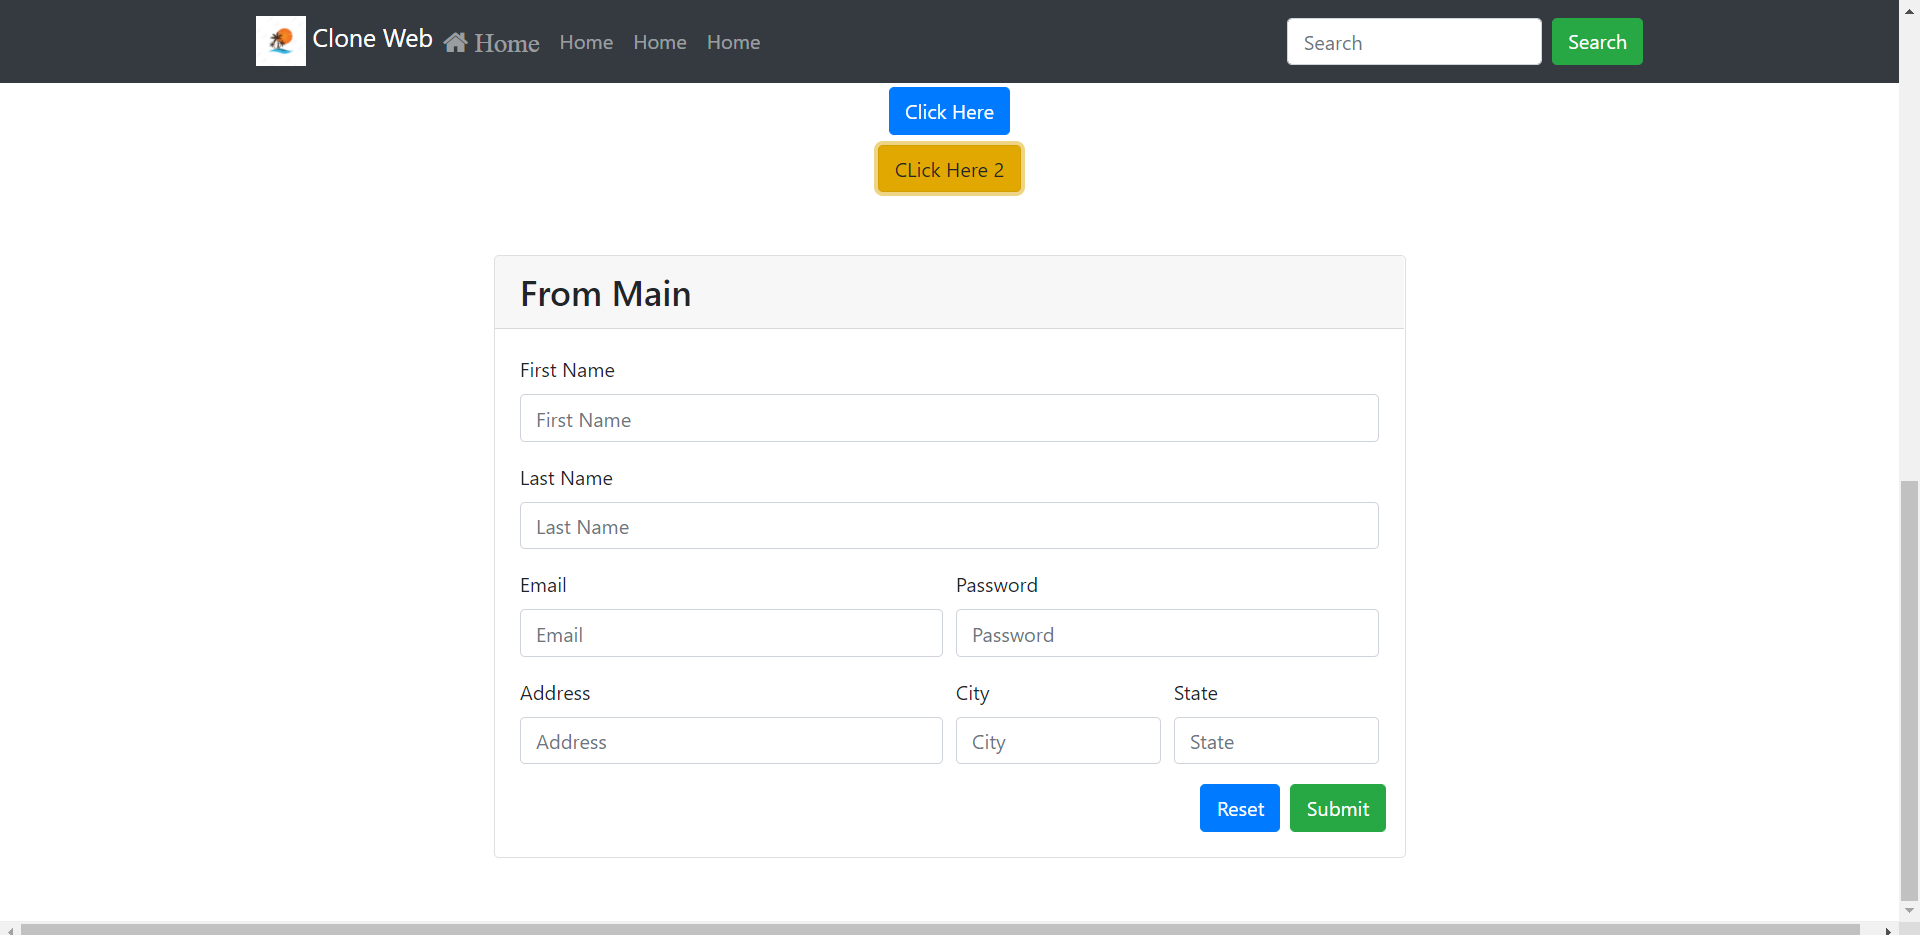 Clone Web Home Home Home Home Search Search
Click Here
CLick Here 2
From Main
First Name
First Name
Last Name
Last Name
Email Password
Email Password
Address City State
Address City State
Reset Submit